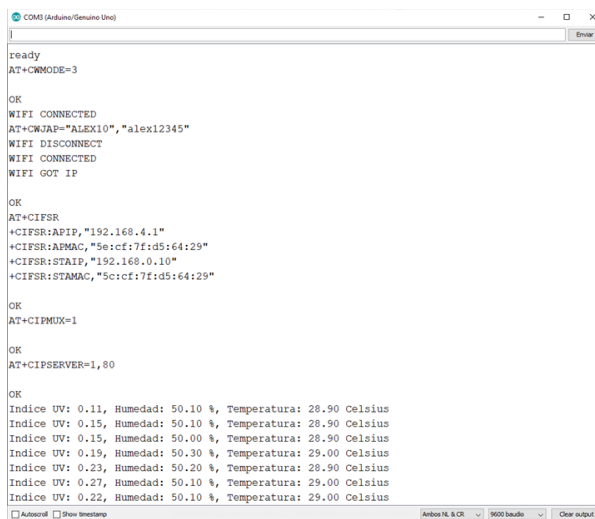 COM3 (Arduino/Genuino Uno)
Enviar
ready
AT+CWMODE=3
OK
WIFI CONNECTED
AT+CWJAP="ALEX10","alex12345"
WIFI DISCONNECT
WIFI CONNECTED
WIFI GOT IP
OK
AT+CIFSR
+CIFSR:APIP,"192.168.4.1"
+CIFSR:APMAC,"5e:cf:7f:d5:64:29"
+CIFSR:STAIP,"192.168.0.10"
+CIFSR:STAMAC,"5c:cf:7f:d5:64:29"
OK
AT+CIPMUX=1
OK
AT+CIPSERVER=1,80
OK
Indice UV: 0.11, Humedad: 50.10 %, Temperatura: 28.90 Celsius
Indice UV: 0.15, Humedad: 50.10 %, Temperatura: 28.90 Celsius
Indice UV: 0.15, Humedad: 50.00 %, Temperatura: 28.90 Celsius
Indice UV: 0.19, Humedad: 50.30 %, Temperatura: 29.00 Celsius
Indice UV: 0.23, Humedad: 50.20 %, Temperatura: 28.90 Celsius
Indice UV: 0.27, Humedad: 50.10 %, Temperatura: 29.00 Celsius
Indice UV: 0.22, Humedad: 50.10 %, Temperatura: 29.00 Celsius
Autoscroll Show timestamp Ambos NL & CR 9600 baudio Clear output